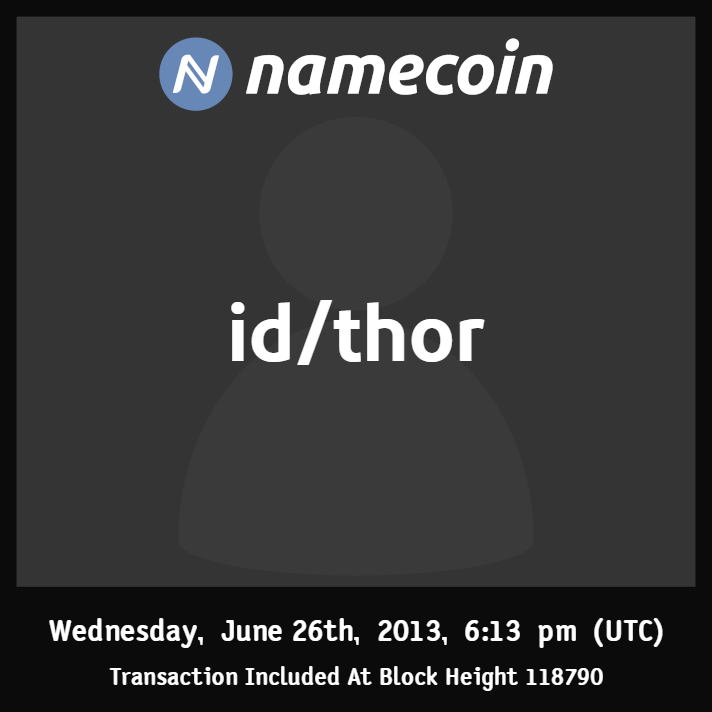 namecoin
id/thor
Wednesday, June 26th, 2013, 6:13 pm (UTC)
Transaction Included At Block Height 118790